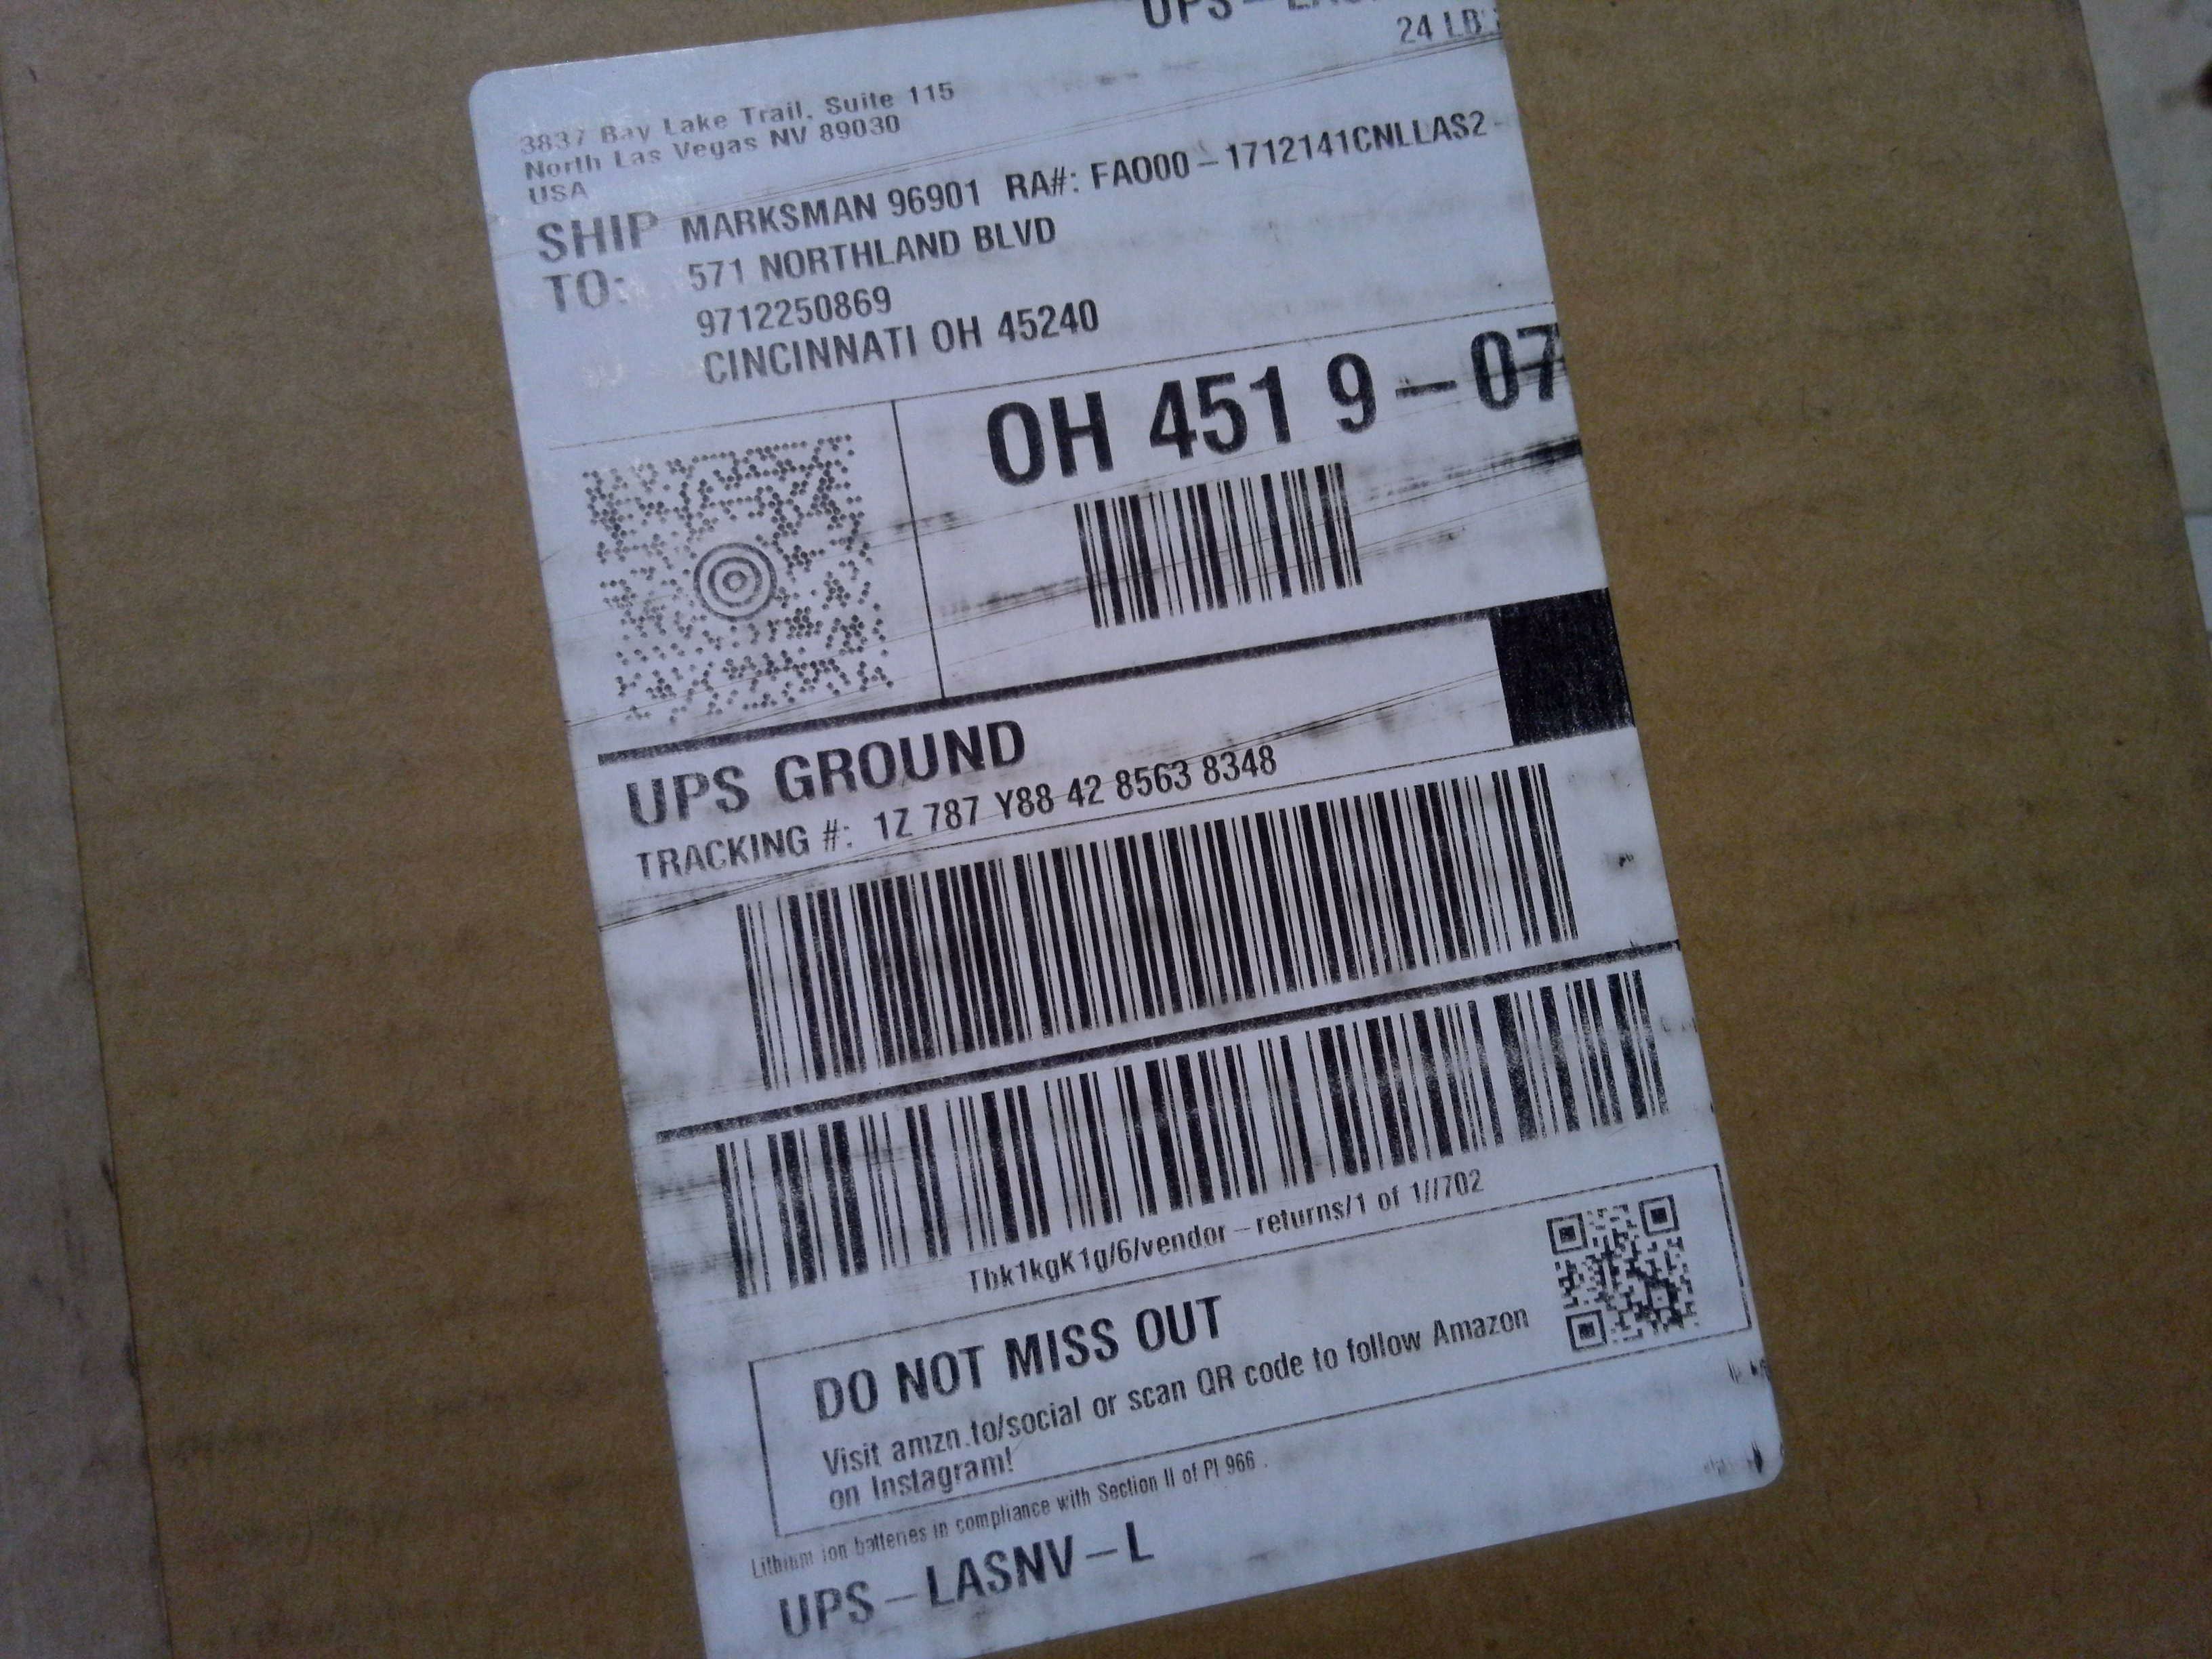 UPS
24 LB
3837 Bay Lake Trail, Suite 115
North Las Vegas NV 89030
USA
SHIP TO:
MARKSMAN 96901 RA#: FAO00-1712141CNLLAS2-
571 NORTHLAND BLVD
9712250869
CINCINNATI OH 45240
OH 451 9-07
UPS GROUND
TRACKING #: 1Z 787 Y88 42 8563 8348
Tbk1kgK1g/6/vendor-returns/1 of 1//702
DO NOT MISS OUT
Visit amzn.to/social or scan QR code to follow Amazon
on Instagram!
Lithium ion batteries in compliance with Section II of PI 966 .
UPS-LASNV-L